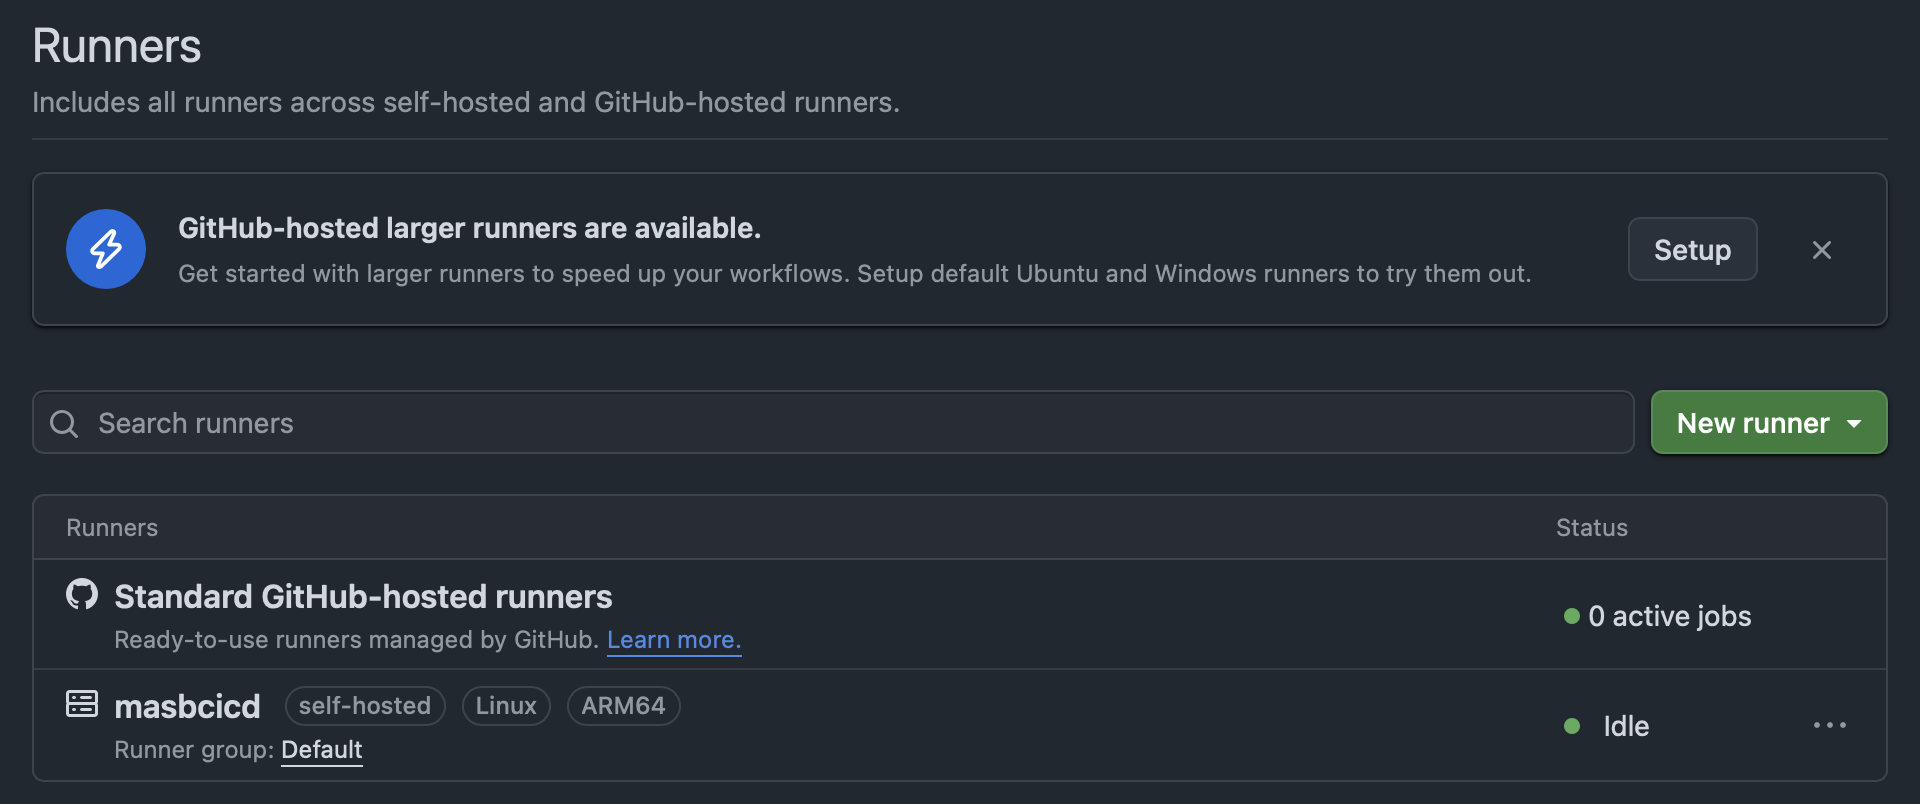 Runners
Includes all runners across self-hosted and GitHub-hosted runners.
GitHub-hosted larger runners are available.
Get started with larger runners to speed up your workflows. Setup default Ubuntu and Windows runners to try them out.
Setup
Search runners
New runner
Runners
Status
Standard GitHub-hosted runners
Ready-to-use runners managed by GitHub. Learn more.
0 active jobs
masbcicd self-hosted Linux ARM64
Runner group: Default
Idle